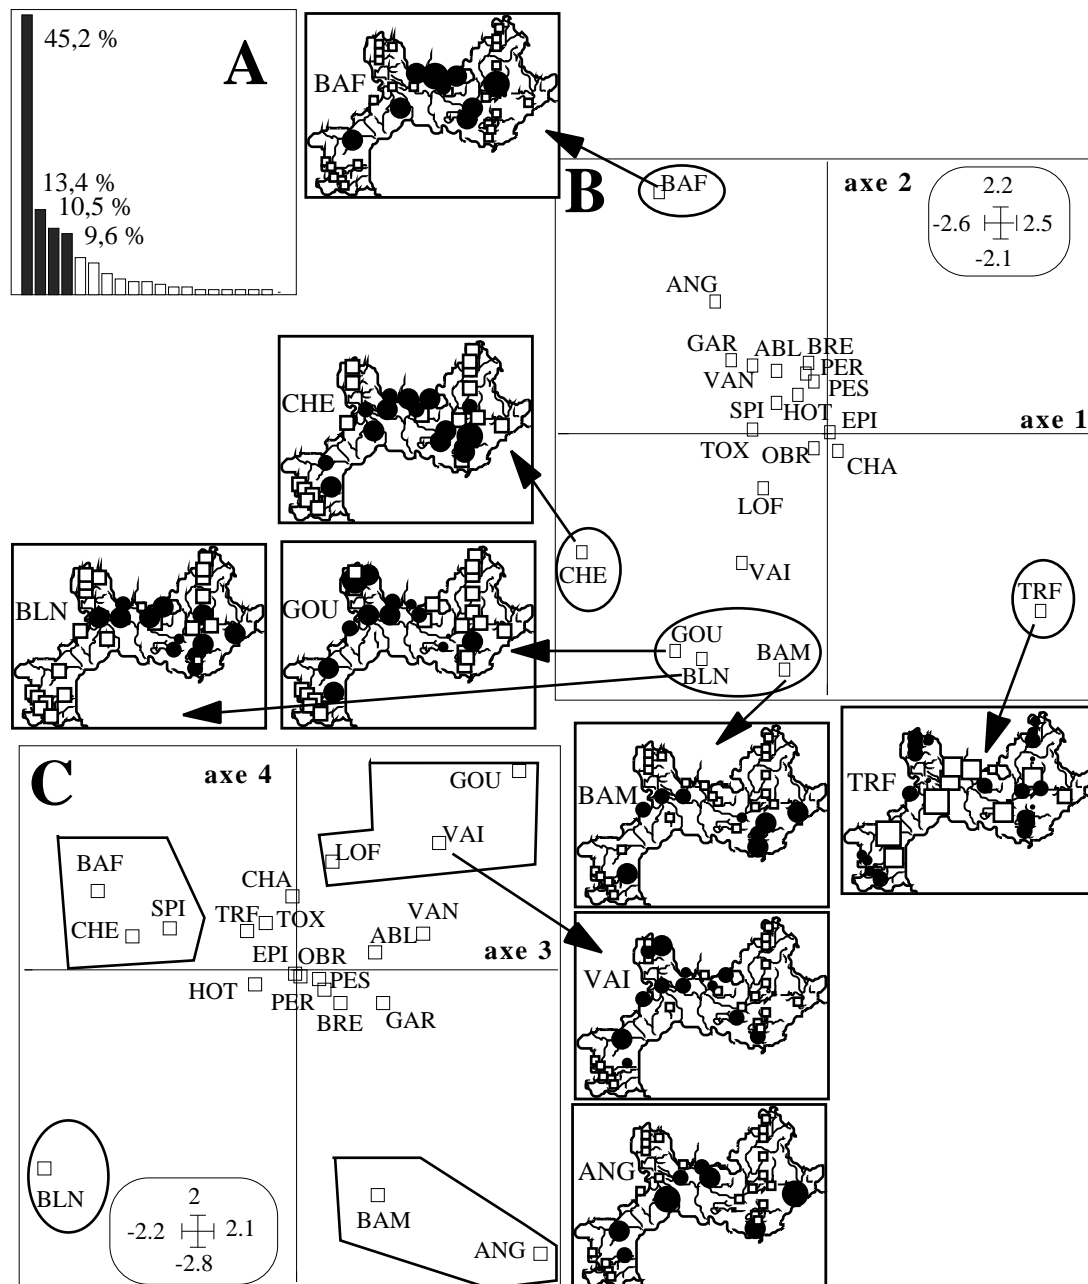 45,2 %
A
13,4 %
10,5 %
9,6 %
BAF
B
BAF
axe 2
2.2
-2.6
2.5
-2.1
ANG
GAR
ABL
BRE
VAN
PER
PES
SPI
HOT
EPI
axe 1
TOX
OBR
CHA
LOF
CHE
CHE
VAI
TRF
BLN
GOU
GOU
BLN
BAM
C
axe 4
GOU
VAI
LOF
BAF
CHE
SPI
CHA
TRF
TOX
VAN
ABL
axe 3
EPI
OBR
HOT
PES
PER
BRE
GAR
BLN
2
-2.2
2.1
-2.8
BAM
ANG
BAM
TRF
VAI
ANG